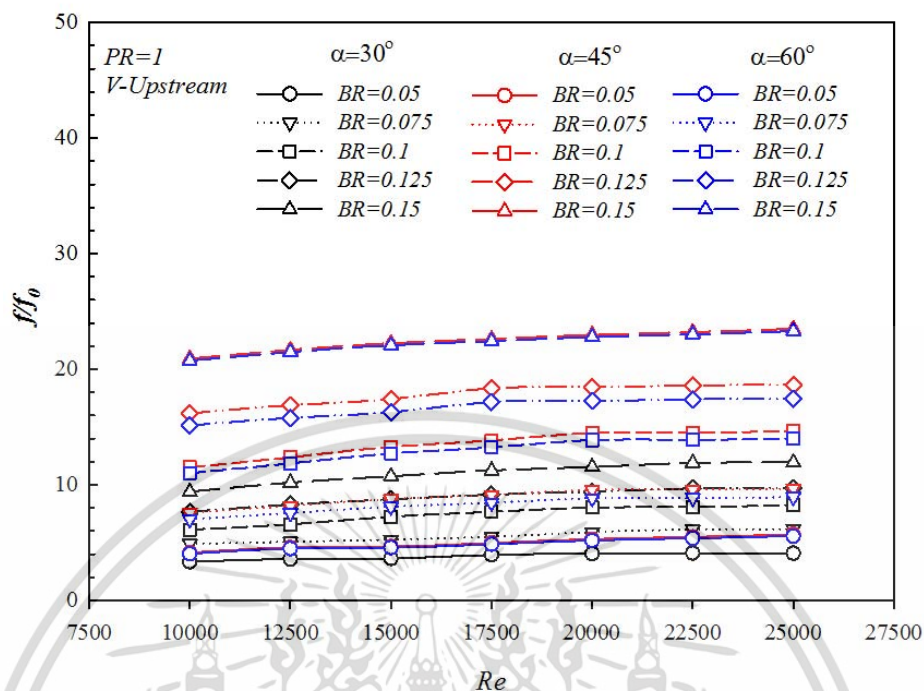 50
40
30
20
10
0
f/f₀
PR=1
V-Upstream
α=30°
BR=0.05
BR=0.075
BR=0.1
BR=0.125
BR=0.15
α=45°
BR=0.05
BR=0.075
BR=0.1
BR=0.125
BR=0.15
α=60°
BR=0.05
BR=0.075
BR=0.1
BR=0.125
BR=0.15
7500 10000 12500 15000 17500 20000 22500 25000 27500
Re